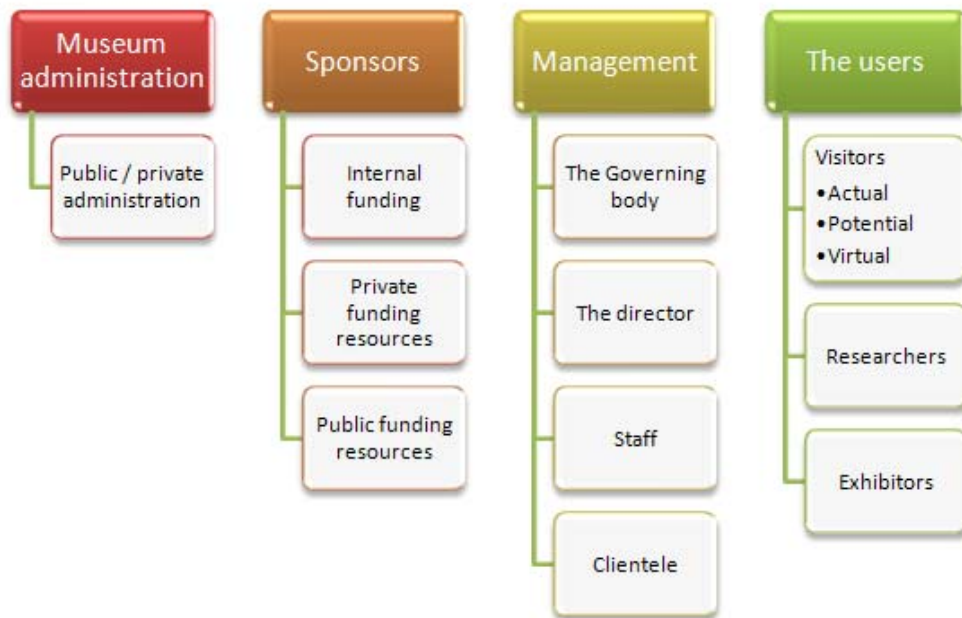 Museum
administration
Public / private
administration
Sponsors
Internal
funding
Private
funding
resources
Public funding
resources
Management
The Governing
body
The director
Staff
Clientele
The users
Visitors
•Actual
•Potential
•Virtual
Researchers
Exhibitors